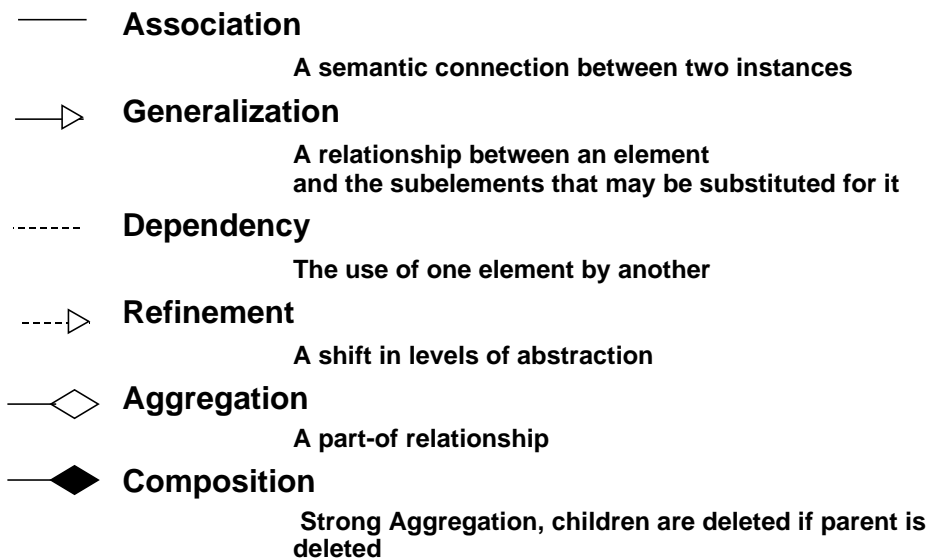 Association
A semantic connection between two instances
Generalization
A relationship between an element
and the subelements that may be substituted for it
Dependency
The use of one element by another
Refinement
A shift in levels of abstraction
Aggregation
A part-of relationship
Composition
Strong Aggregation, children are deleted if parent is
deleted